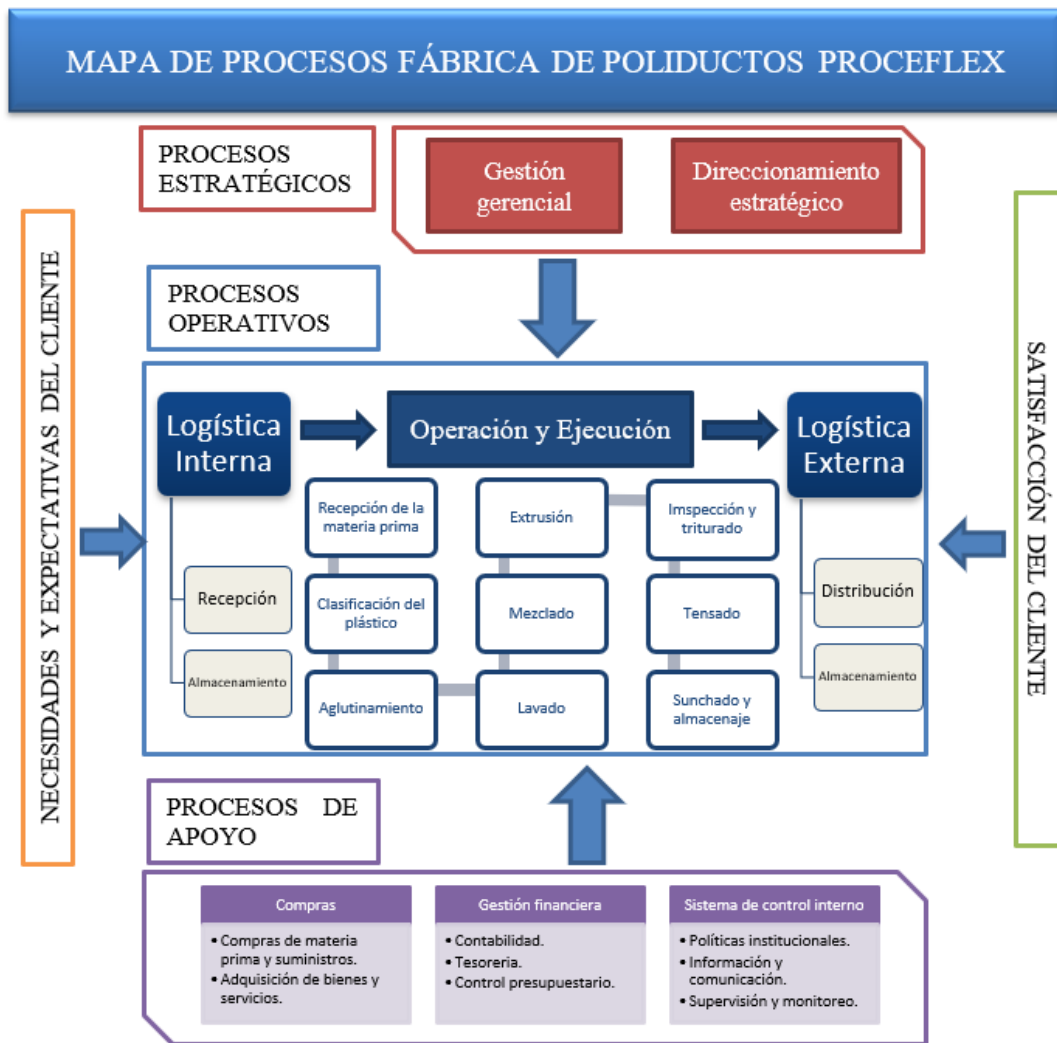 MAPA DE PROCESOS FÁBRICA DE POLIDUCTOS PROCEFLEX
PROCESOS
ESTRATÉGICOS
Gestión
gerencial
Direccionamiento
estratégico
NECESIDADES Y EXPECTATIVAS DEL CLIENTE
PROCESOS
OPERATIVOS
Logística
Interna
Recepción
Almacenamiento
Operación y Ejecución
Recepción de la
materia prima
Clasificación del
plástico
Aglutinamiento
Lavado
Mezclado
Extrusión
Imspección y
triturado
Tensado
Sunchado y
almacenaje
Logística
Externa
Distribución
Almacenamiento
SATISFACCIÓN DEL CLIENTE
PROCESOS DE
APOYO
Compras
• Compras de materia
prima y suministros.
• Adquisición de bienes y
servicios.
Gestión financiera
• Contabilidad.
• Tesoreria.
• Control presupuestario.
Sistema de control interno
• Políticas institucionales.
• Información y
comunicación.
• Supervisión y monitoreo.